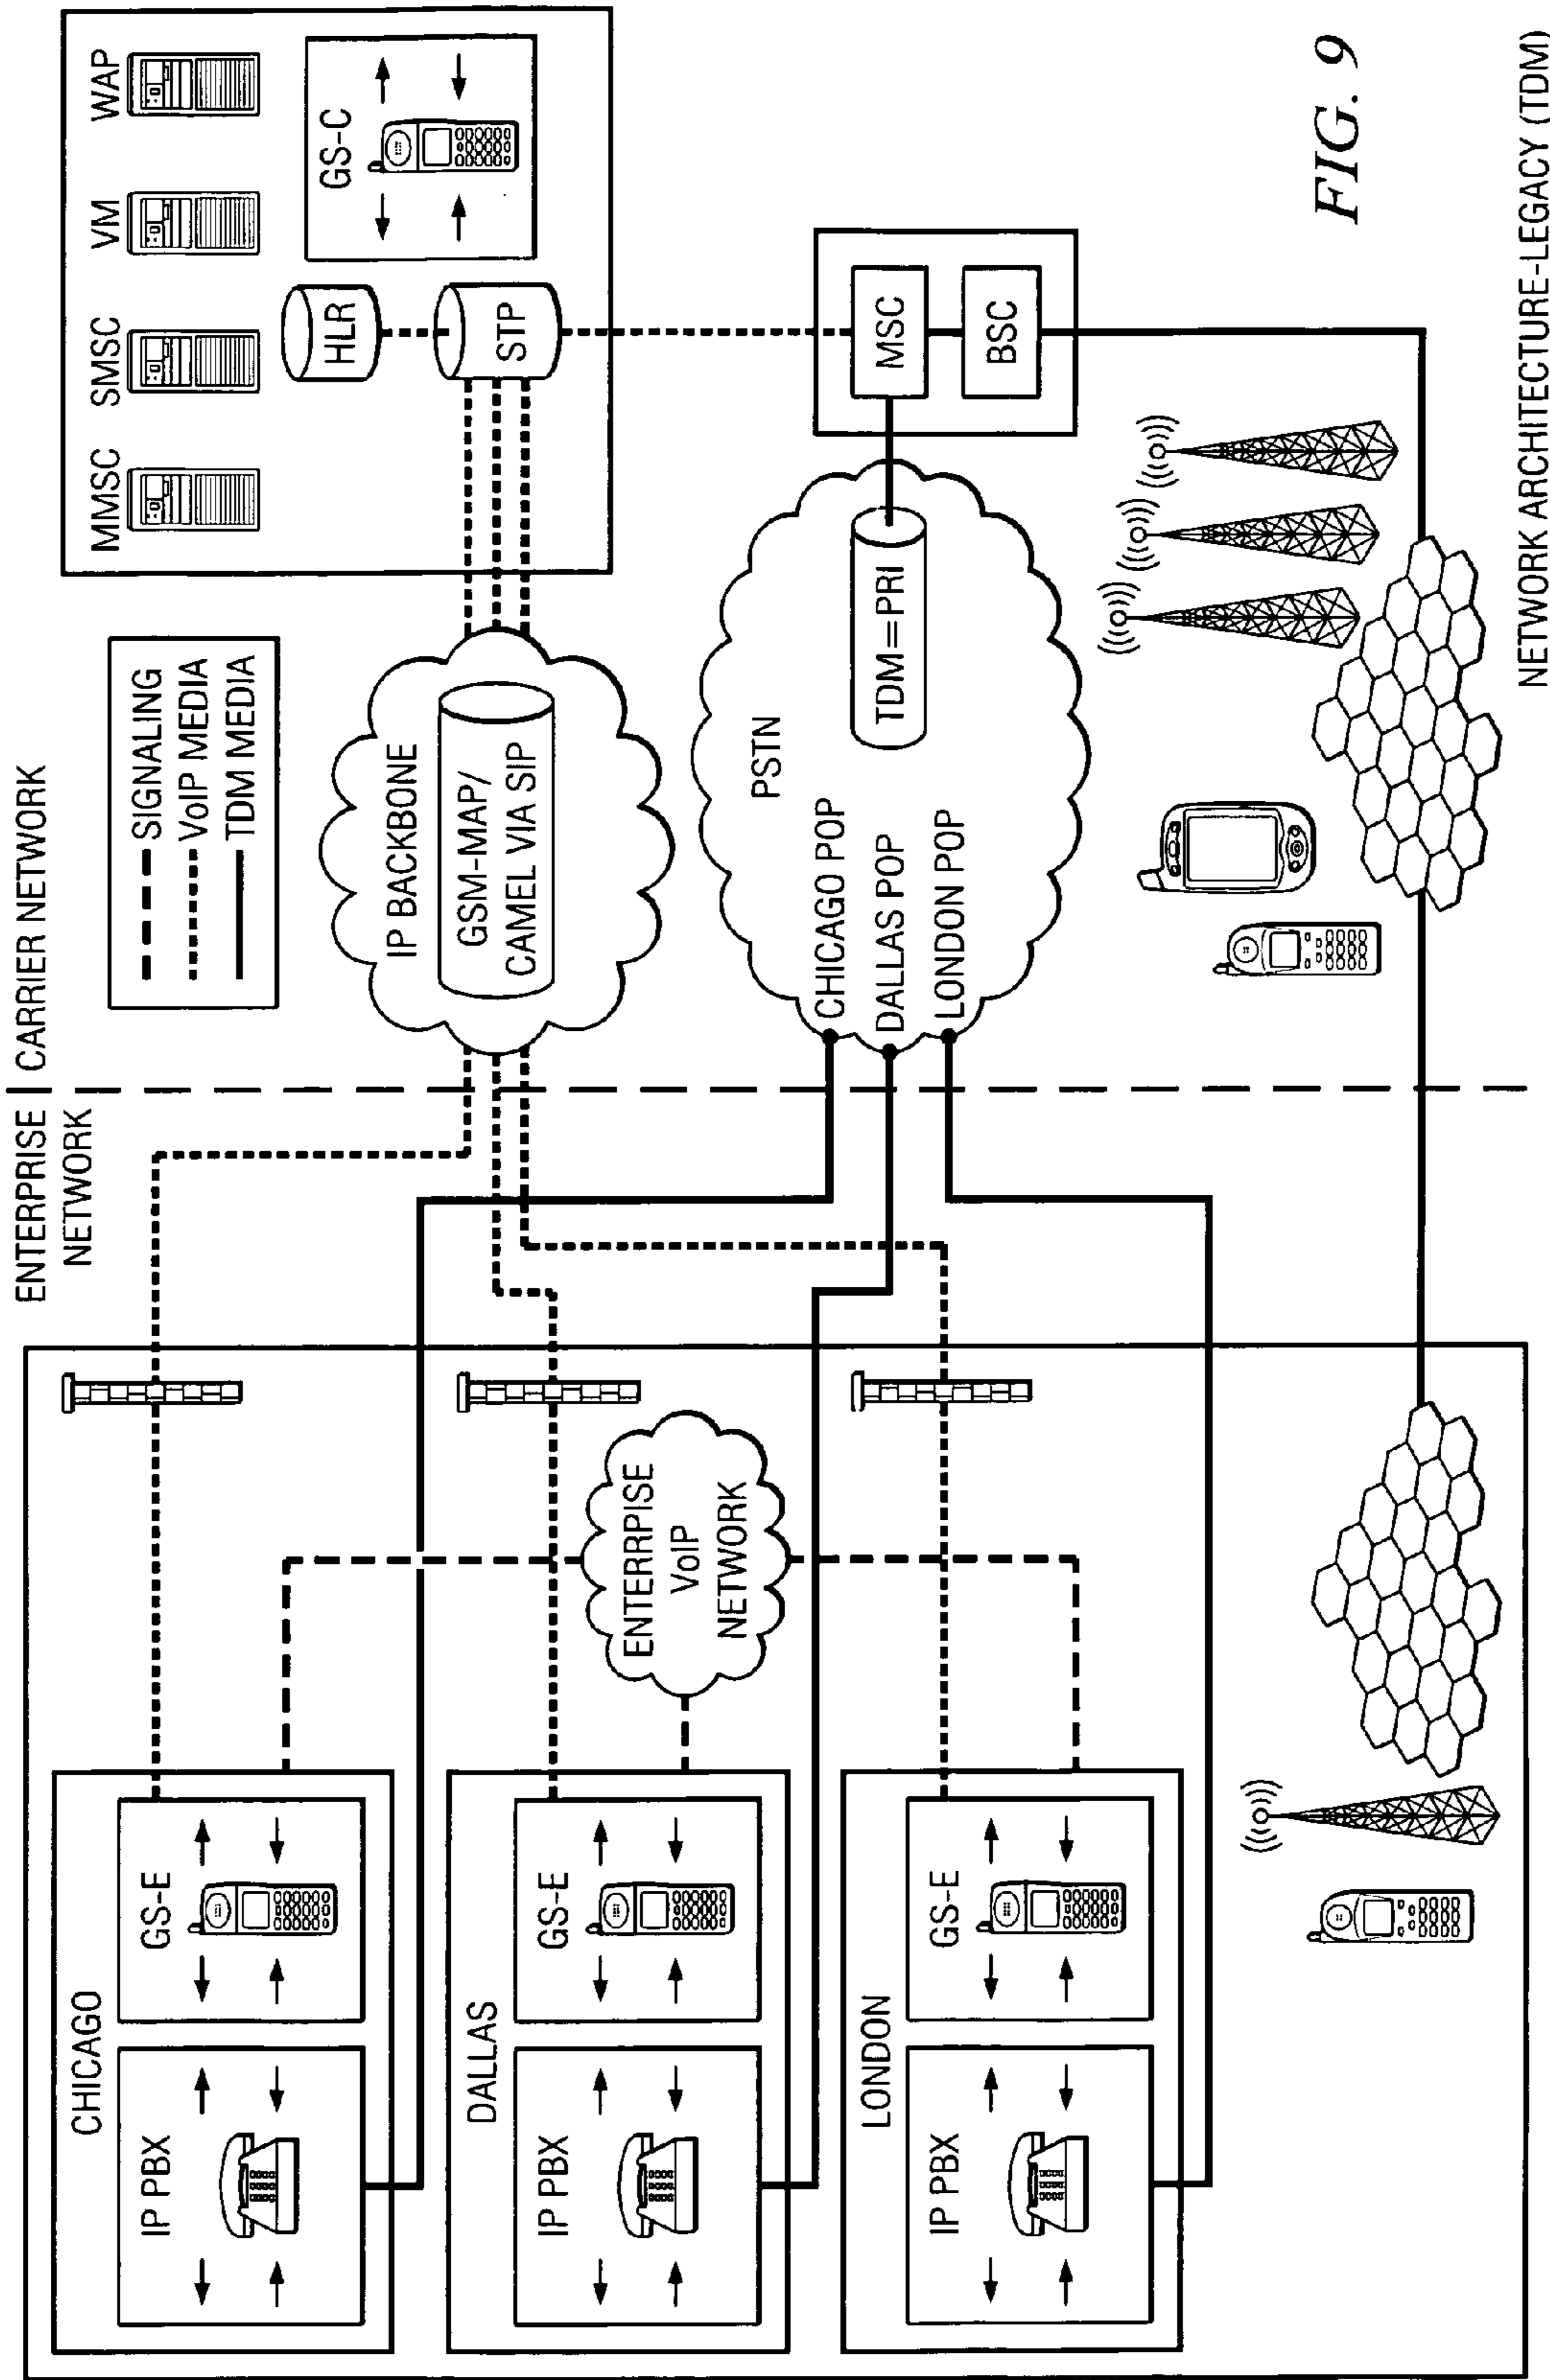 ENTERPRISE
NETWORK
CARRIER NETWORK
SIGNALING
VoIP MEDIA
TDM MEDIA
MMSC
SMSC
VM
WAP
HLR
STP
GS-C
IP BACKBONE
GSM-MAP/
CAMEL VIA SIP
PSTN
TDM=PRI
CHICAGO POP
DALLAS POP
LONDON POP
MSC
BSC
CHICAGO
IP PBX
GS-E
DALLAS
IP PBX
GS-E
LONDON
IP PBX
GS-E
ENTERRPISE
VoIP
NETWORK
FIG. 9
NETWORK ARCHITECTURE-LEGACY (TDM)